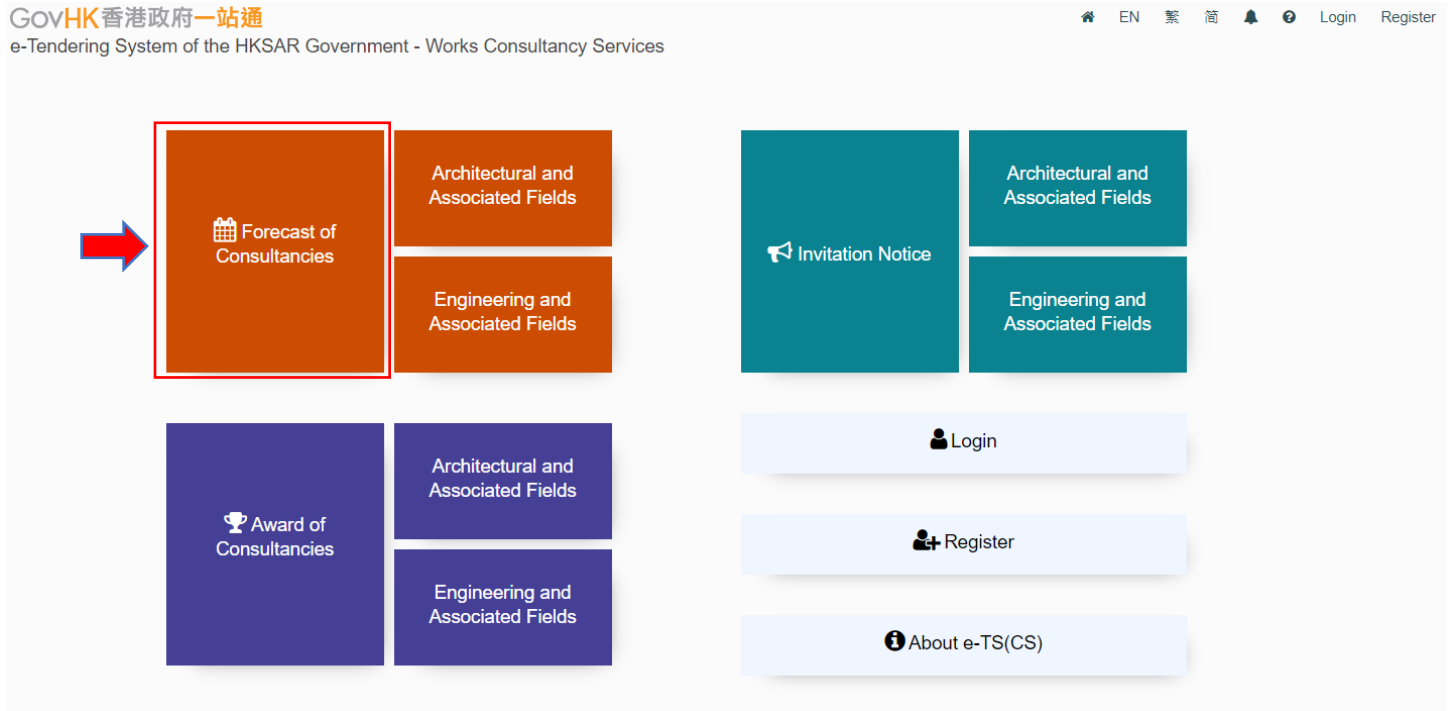 GovHK香港政府一站通
EN 繁 简 Login Register
e-Tendering System of the HKSAR Government - Works Consultancy Services
Forecast of
Consultancies
Architectural and
Associated Fields
Engineering and
Associated Fields
Invitation Notice
Architectural and
Associated Fields
Engineering and
Associated Fields
Award of
Consultancies
Architectural and
Associated Fields
Engineering and
Associated Fields
Login
Register
About e-TS(CS)